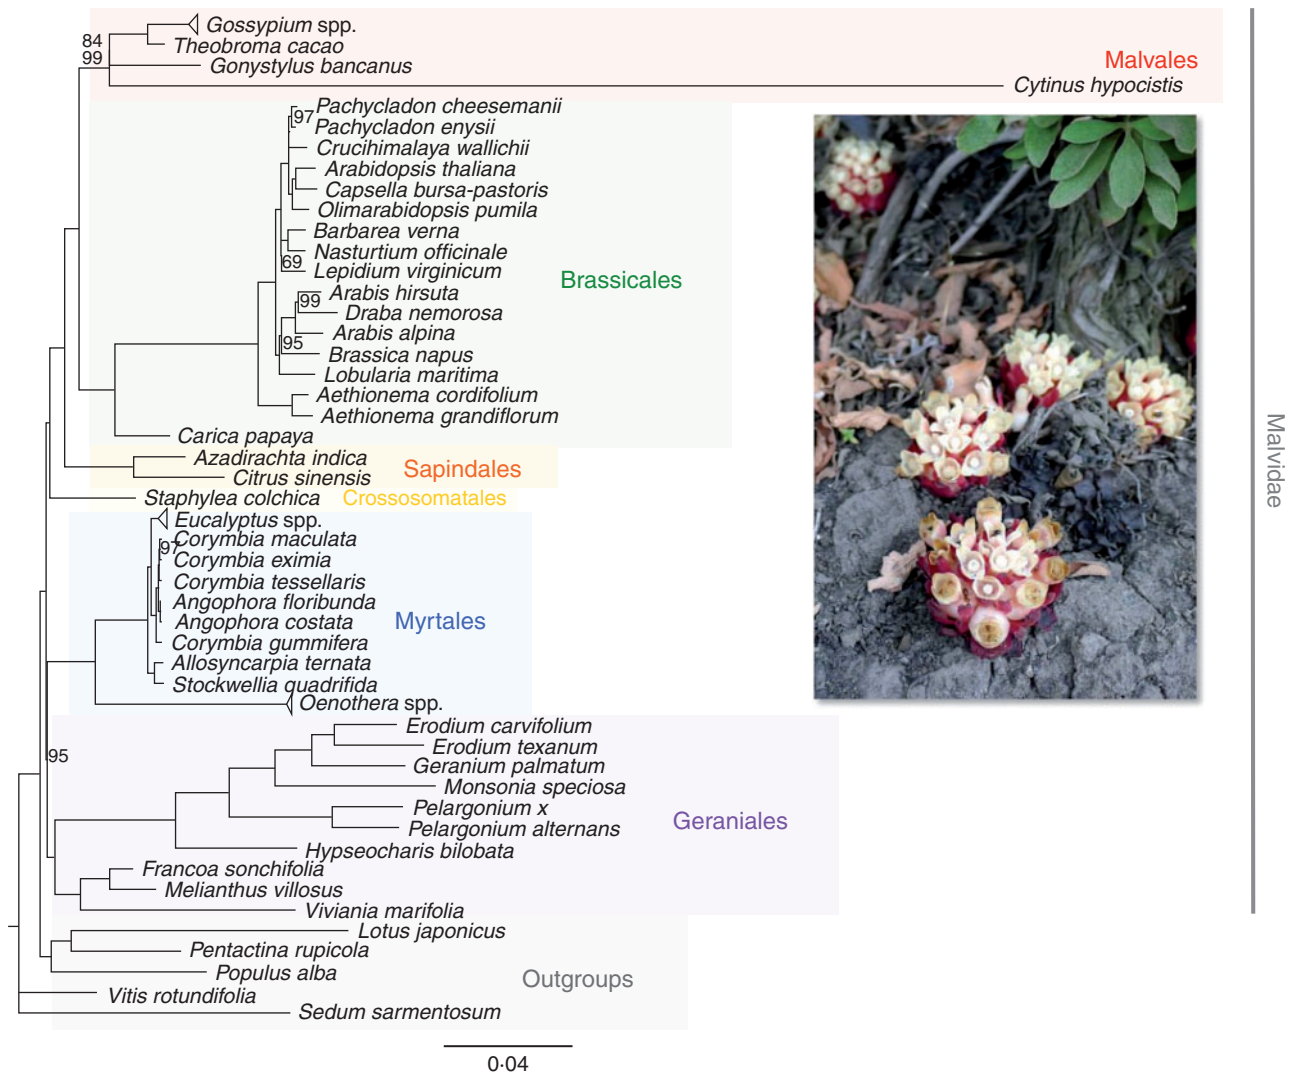 Gossypium spp.
84
Theobroma cacao
99
Gonystylus bancanus
Malvales
Cytinus hypocistis
Pachycladon cheesemanii
97
Pachycladon enysii
Crucihimalaya wallichii
Arabidopsis thaliana
Capsella bursa-pastoris
Olimarabidopsis pumila
Barbarea verna
Nasturtium officinale
69
Lepidium virginicum
Brassicales
Arabis hirsuta
99
Draba nemorosa
Arabis alpina
95
Brassica napus
Lobularia maritima
Aethionema cordifolium
Aethionema grandiflorum
Carica papaya
Azadirachta indica
Sapindales
Citrus sinensis
Staphylea colchica
Crossosomatales
Malvidae
Eucalyptus spp.
97
Corymbia maculata
Corymbia eximia
Corymbia tessellaris
Angophora floribunda
Angophora costata
Myrtales
Corymbia gummifera
Allosyncarpia ternata
Stockwellia quadrifida
Oenothera spp.
Erodium carvifolium
Erodium texanum
95
Geranium palmatum
Monsonia speciosa
Pelargonium x
Geraniales
Pelargonium alternans
Hypseocharis bilobata
Francoa sonchifolia
Melianthus villosus
Viviania marifolia
Lotus japonicus
Pentactina rupicola
Populus alba
Outgroups
Vitis rotundifolia
Sedum sarmentosum
0·04